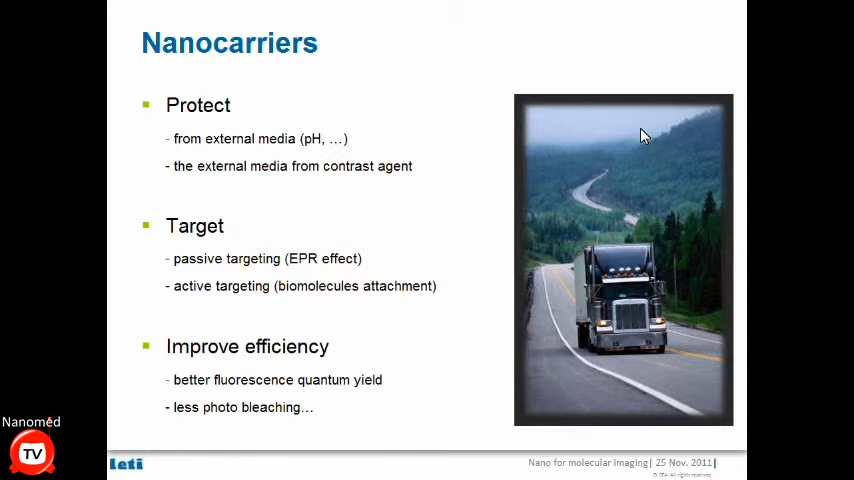 Nanocarriers
Protect
- from external media (pH, …)
- the external media from contrast agent
Target
- passive targeting (EPR effect)
- active targeting (biomolecules attachment)
Improve efficiency
- better fluorescence quantum yield
- less photo bleaching…
Nanomed
TV
leti
Nano for molecular imaging| 25 Nov. 2011|
© CEA. All rights reserved